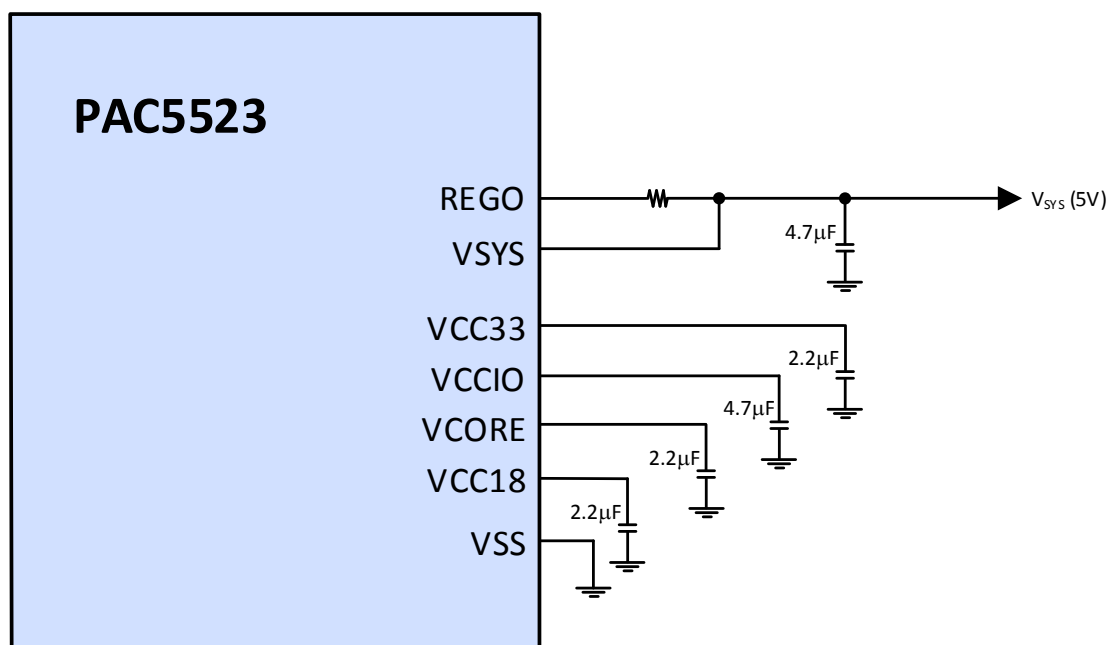 PAC5523
REGO
V_SYS (5V)
VSYS
4.7μF
VCC33
2.2μF
VCCIO
4.7μF
VCORE
2.2μF
VCC18
2.2μF
VSS